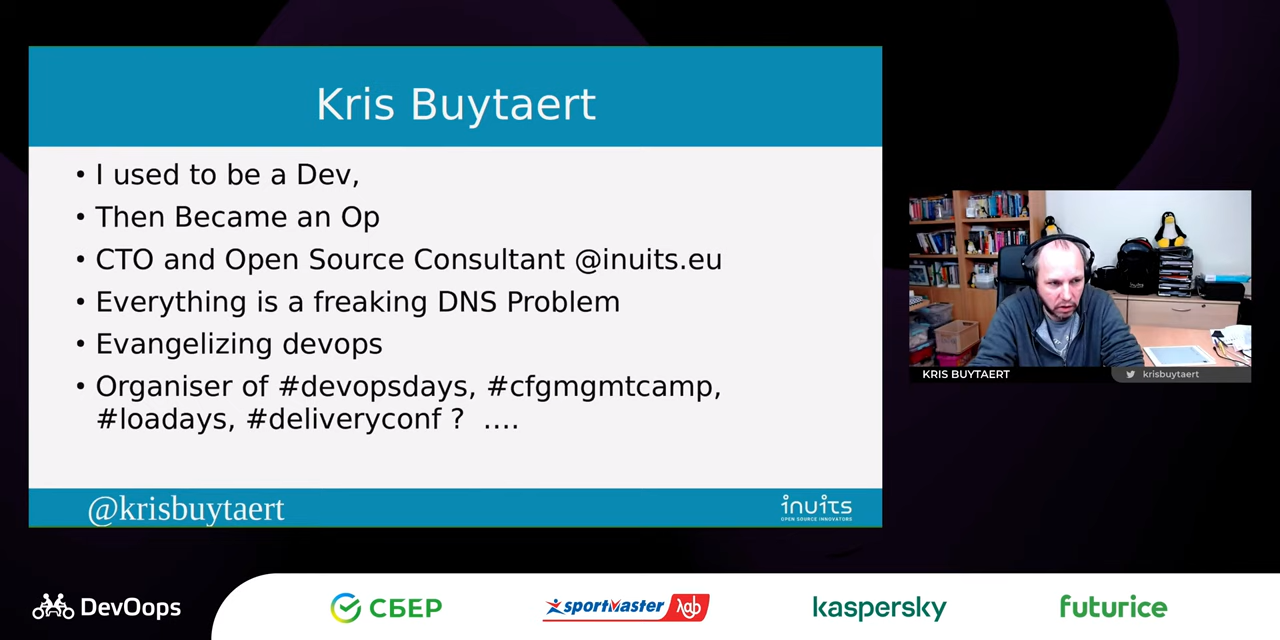 Kris Buytaert
• I used to be a Dev,
• Then Became an Op
• CTO and Open Source Consultant @inuits.eu
• Everything is a freaking DNS Problem
• Evangelizing devops
• Organiser of #devopsdays, #cfgmgmtcamp,
#loadays, #deliveryconf ? ....
@krisbuytaert
inuits
OPEN SOURCE INNOVATORS
KRIS BUYTAERT
krisbuytaert
DevOops
СБЕР
sportmaster lab
kaspersky
futurice